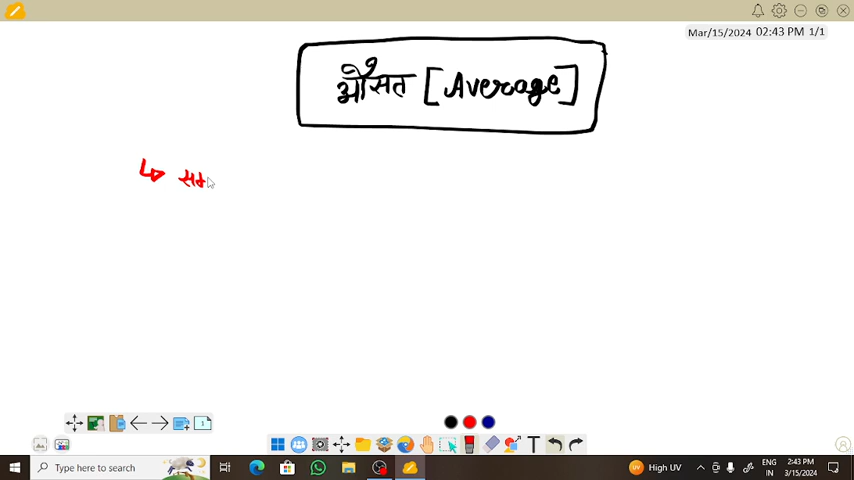 Mar/15/2024 02:43 PM 1/1
औसत [Average]
1
T
Type here to search
High UV
ENG
IN
2:43 PM
3/15/2024